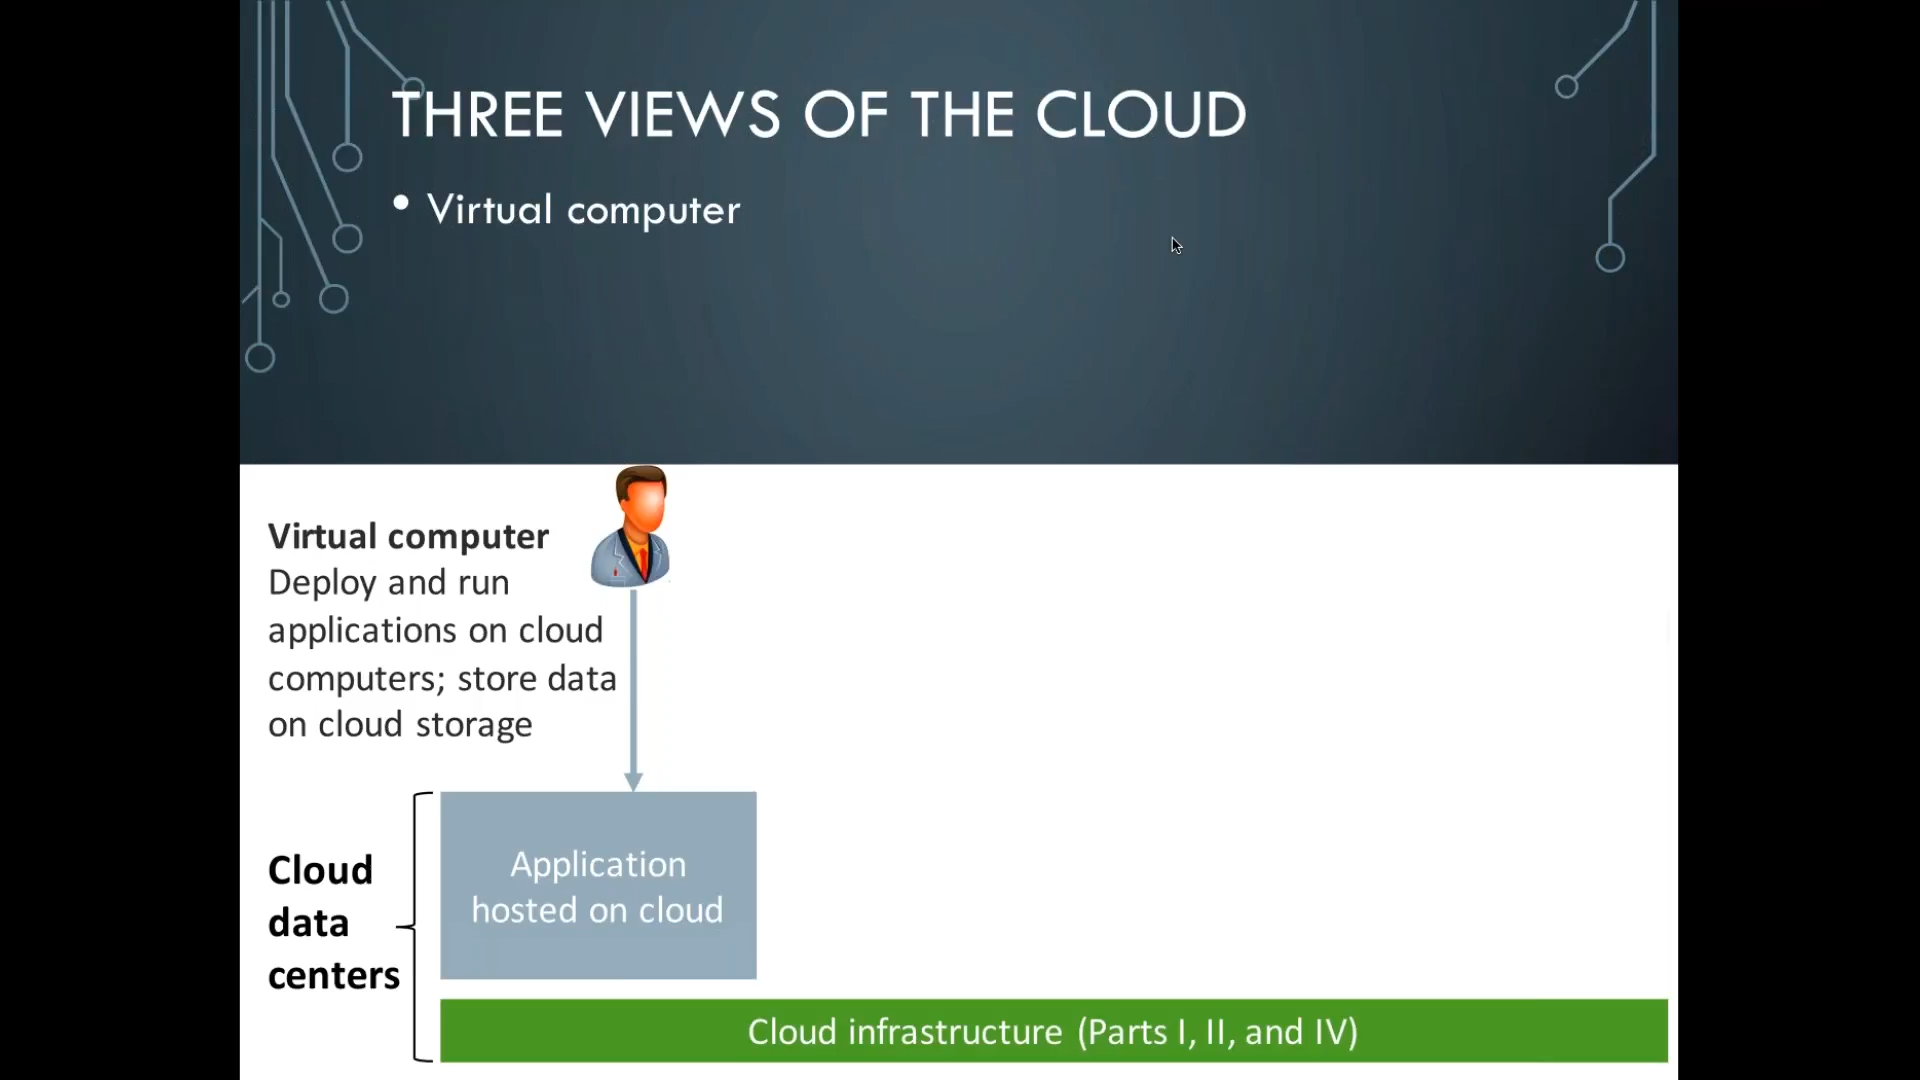 THREE VIEWS OF THE CLOUD
• Virtual computer
Virtual computer
Deploy and run
applications on cloud
computers; store data
on cloud storage
Cloud
data
centers
Application
hosted on cloud
Cloud infrastructure (Parts I, II, and IV)